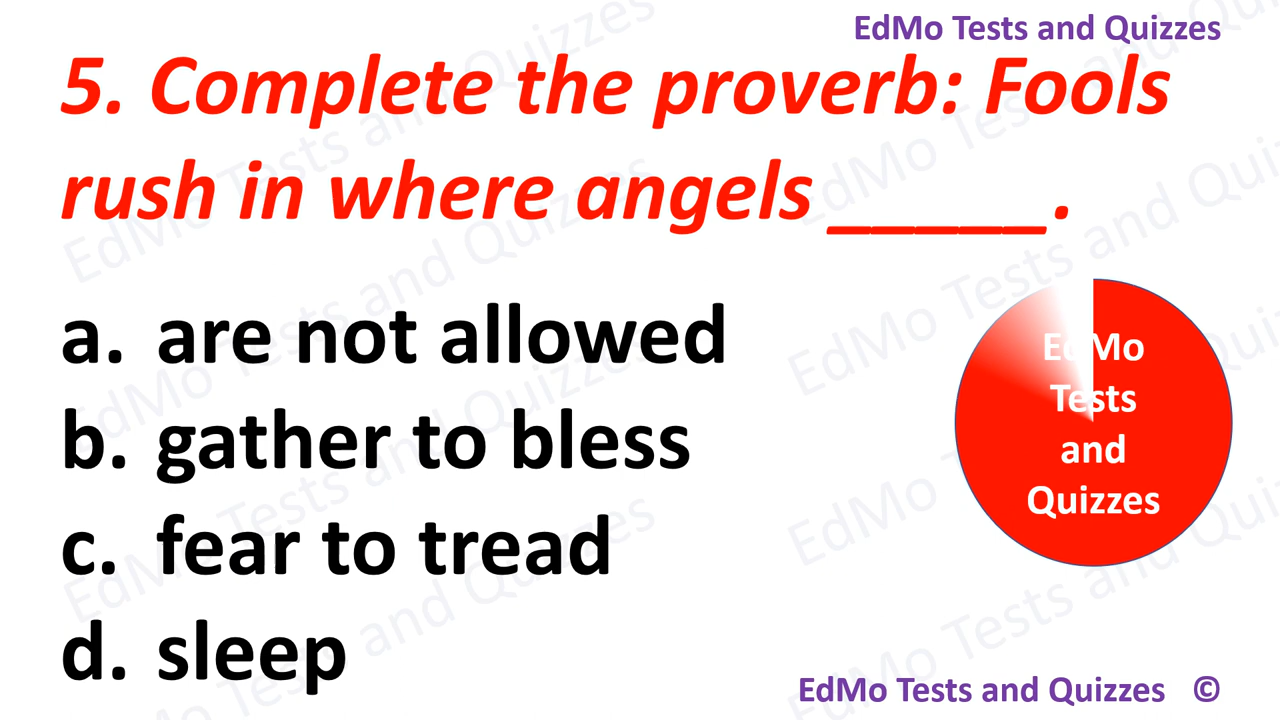 EdMo Tests and Quizzes
5. Complete the proverb: Fools
rush in where angels _____.
a. are not allowed
b. gather to bless
c. fear to tread
d. sleep
EdMo
Tests
and
Quizzes
EdMo Tests and Quizzes ©